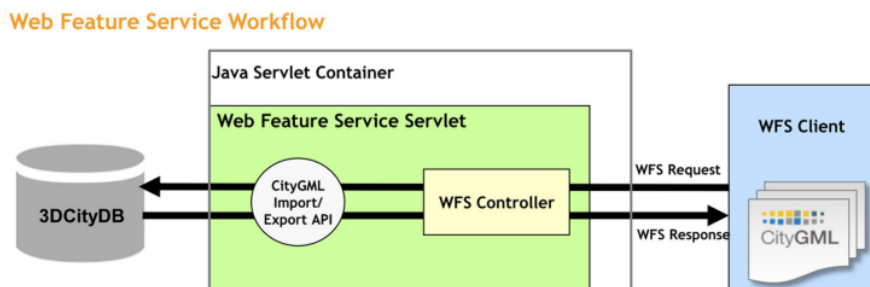 Web Feature Service Workflow
Java Servlet Container
Web Feature Service Servlet
WFS Client
CityGML
Import/
Export API
WFS Controller
WFS Request
3DCityDB
WFS Response
CityGML